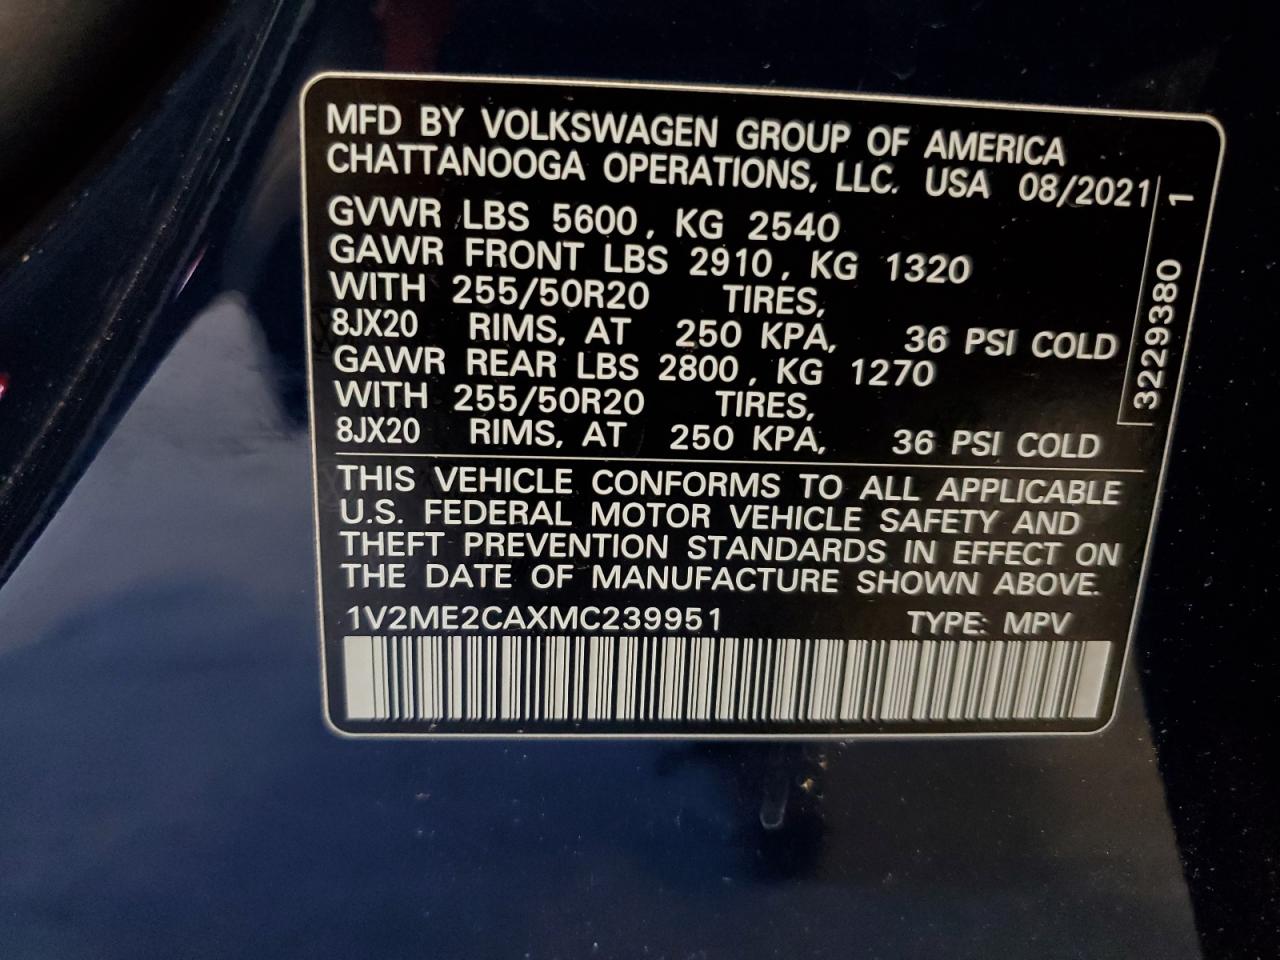 MFD BY VOLKSWAGEN GROUP OF AMERICA
CHATTANOOGA OPERATIONS, LLC. USA 08/2021
GVWR LBS 5600, KG 2540
GAWR FRONT LBS 2910, KG 1320
WITH 255/50R20 TIRES,
8JX20 RIMS, AT 250 KPA, 36 PSI COLD
GAWR REAR LBS 2800, KG 1270
WITH 255/50R20 TIRES,
8JX20 RIMS, AT 250 KPA, 36 PSI COLD
3229380 1
THIS VEHICLE CONFORMS TO ALL APPLICABLE
U.S. FEDERAL MOTOR VEHICLE SAFETY AND
THEFT PREVENTION STANDARDS IN EFFECT ON
THE DATE OF MANUFACTURE SHOWN ABOVE.
1V2ME2CAXMC239951 TYPE: MPV